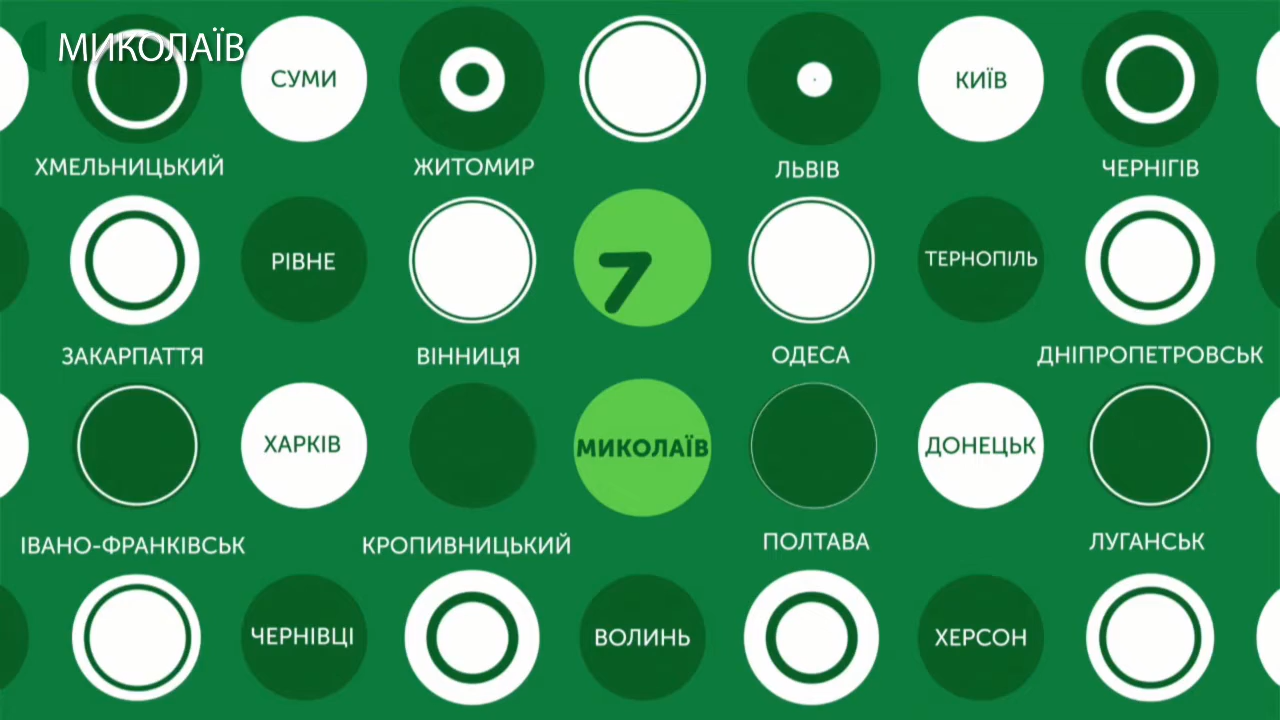 МИКОЛАЇВ
СУМИ
КИЇВ
ХМЕЛЬНИЦЬКИЙ
ЖИТОМИР
ЛЬВІВ
ЧЕРНІГІВ
РІВНЕ
ТЕРНОПІЛЬ
ЗАКАРПАТТЯ
ВІННИЦЯ
ОДЕСА
ДНІПРОПЕТРОВСЬК
ХАРКІВ
МИКОЛАЇВ
ДОНЕЦЬК
ІВАНО-ФРАНКІВСЬК
КРОПИВНИЦЬКИЙ
ПОЛТАВА
ЛУГАНСЬК
ЧЕРНІВЦІ
ВОЛИНЬ
ХЕРСОН